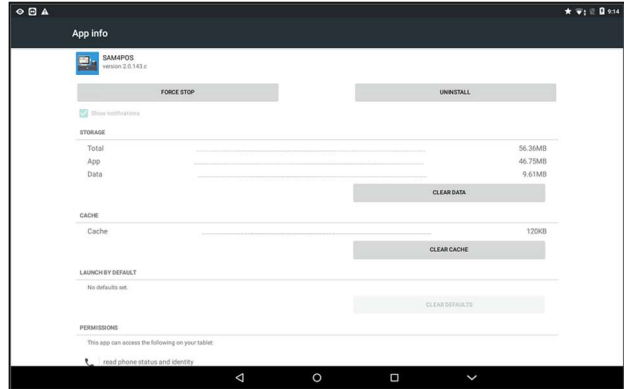 9:14
App info
SAM4POS
version 2.0.143.c
FORCE STOP
UNINSTALL
Show notifications
STORAGE
Total 56.36MB
App 46.75MB
Data 9.61MB
CLEAR DATA
CACHE
Cache 120KB
CLEAR CACHE
LAUNCH BY DEFAULT
No defaults set.
CLEAR DEFAULTS
PERMISSIONS
This app can access the following on your tablet:
read phone status and identity